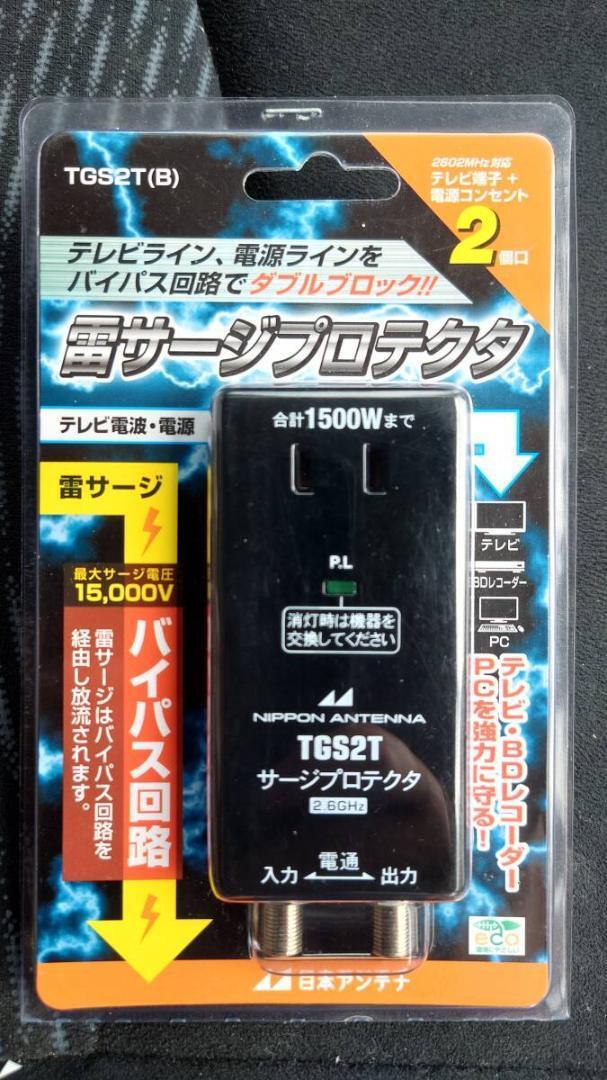 TGS2T(B)
2602MHz対応
テレビ端子+
電源コンセント
2個口
テレビライン、電源ラインを
バイパス回路でダブルブロック!!
雷サージプロテクタ
テレビ電波・電源
雷サージ
最大サージ電圧
15,000V
バイパス回路
雷サージはバイパス回路を
経由し放流されます。
合計1500Wまで
P.L
消灯時は機器を
交換してください
NIPPON ANTENNA
TGS2T
サージプロテクタ
2.6GHz
電通
入力 出力
テレビ
BDレコーダー
PC
テレビ・BDレコーダー
PCを強力に守る!
eco
環境にやさしい
日本アンテナ